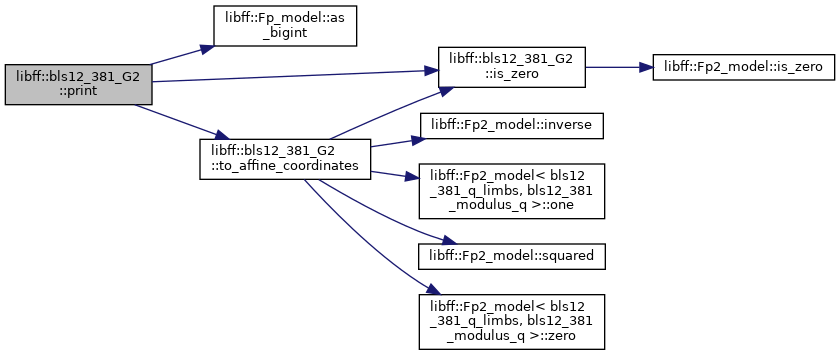 libff::bls12_381_G2
::print
libff::Fp_model::as
_bigint
libff::bls12_381_G2
::is_zero
libff::Fp2_model::is_zero
libff::bls12_381_G2
::to_affine_coordinates
libff::Fp2_model::inverse
libff::Fp2_model< bls12
_381_q_limbs, bls12_381
_modulus_q >::one
libff::Fp2_model::squared
libff::Fp2_model< bls12
_381_q_limbs, bls12_381
_modulus_q >::zero